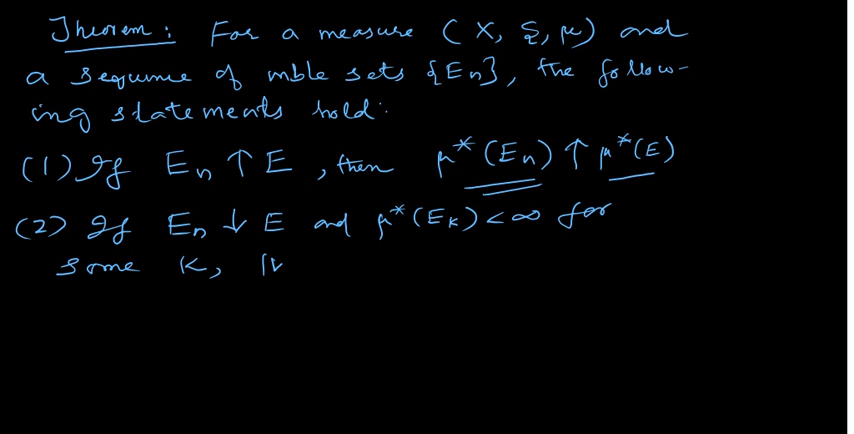 Theorem: For a measure (X, Σ, μ) and
a sequence of mble sets {En}, the follow-
ing statements hold:
(1) If En ↑ E, then μ*(En) ↑ μ*(E)
(2) If En ↓ E and μ*(Ek) < ∞ for
some k,